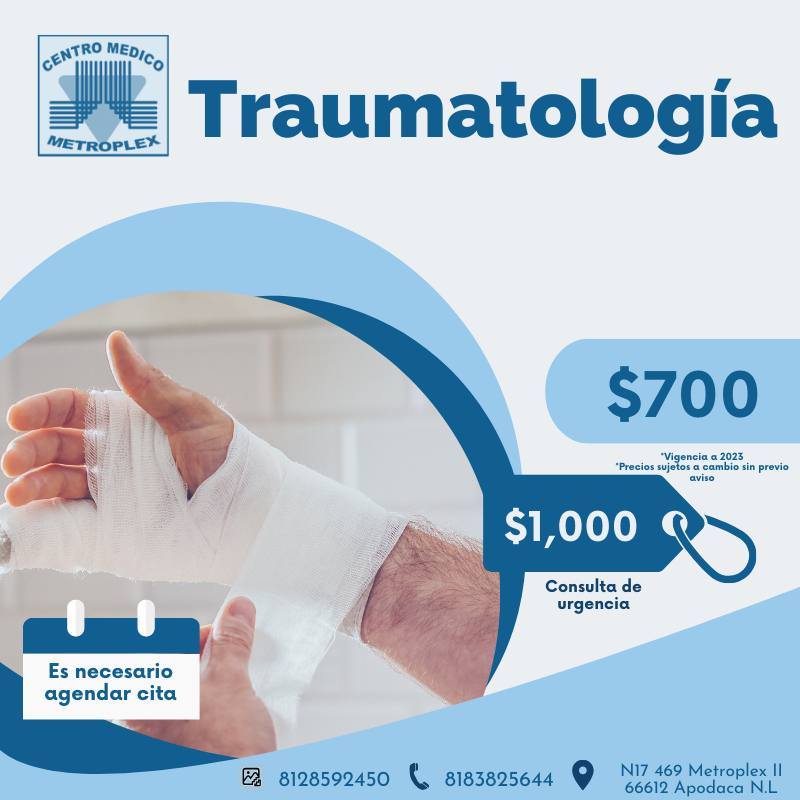 CENTRO MEDICO
METROPLEX
Traumatología
$700
*Vigencia a 2023
*Precios sujetos a cambio sin previo
aviso
$1,000
Consulta de
urgencia
Es necesario
agendar cita
8128592450
8183825644
N17 469 Metroplex II
66612 Apodaca N.L